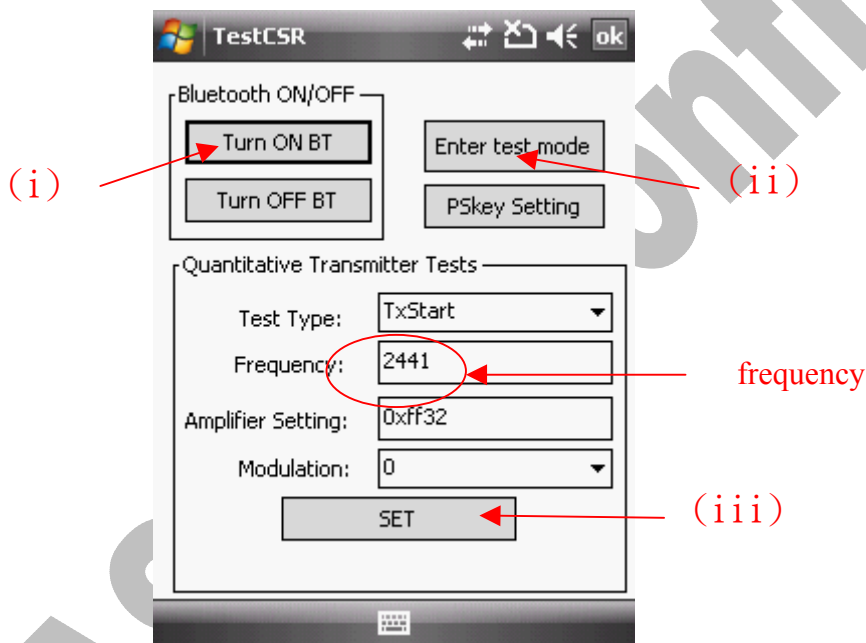 TestCSR ok
Bluetooth ON/OFF
Turn ON BT
Enter test mode
(i)
(ii)
Turn OFF BT
PSkey Setting
Quantitative Transmitter Tests
Test Type: TxStart
Frequency: 2441
frequency
Amplifier Setting: 0xff32
Modulation: 0
SET
(iii)